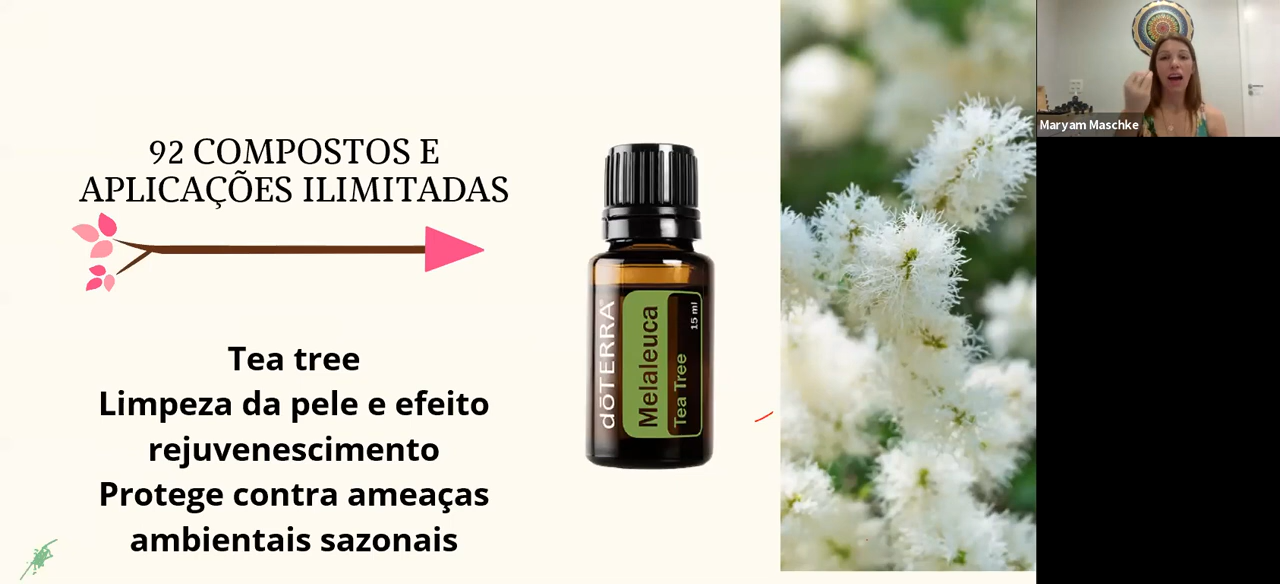 92 COMPOSTOS E
APLICAÇÕES ILIMITADAS
Tea tree
Limpeza da pele e efeito
rejuvenescimento
Protege contra ameaças
ambientais sazonais
dōTERRA
Melaleuca
Tea Tree
15 ml
Maryam Maschke